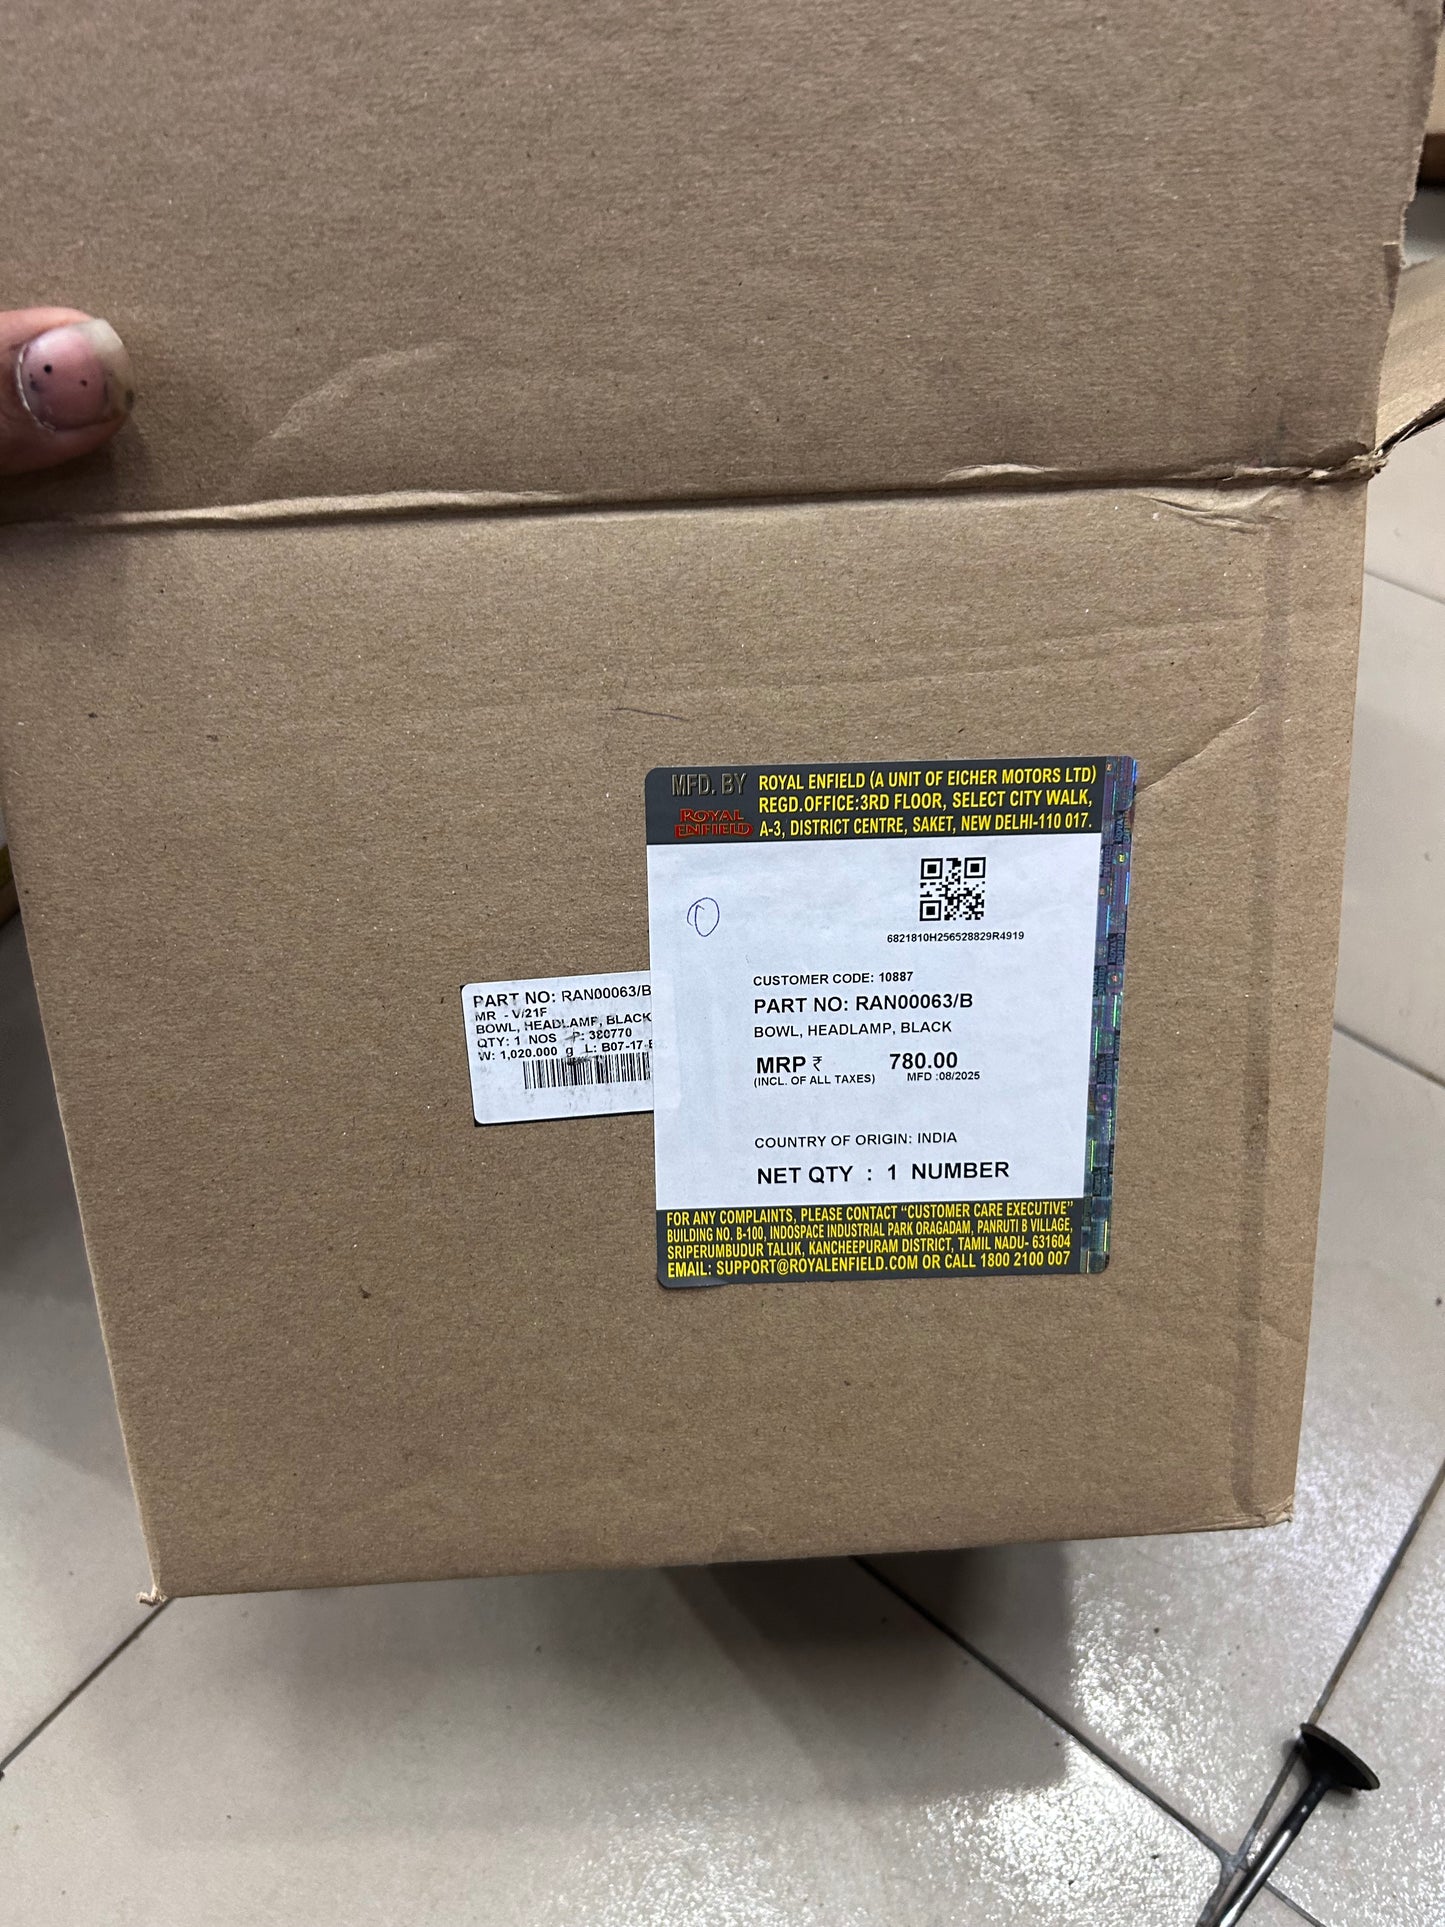 MFD. BY
ROYAL ENFIELD
ROYAL ENFIELD (A UNIT OF EICHER MOTORS LTD)
REGD.OFFICE:3RD FLOOR, SELECT CITY WALK,
A-3, DISTRICT CENTRE, SAKET, NEW DELHI-110 017.
6821810H256528829R4919
CUSTOMER CODE: 10887
PART NO: RAN00063/B
BOWL, HEADLAMP, BLACK
MRP ₹ 780.00
(INCL. OF ALL TAXES) MFD :08/2025
COUNTRY OF ORIGIN: INDIA
NET QTY : 1 NUMBER
FOR ANY COMPLAINTS, PLEASE CONTACT “CUSTOMER CARE EXECUTIVE”
BUILDING NO. B-100, INDOSPACE INDUSTRIAL PARK ORAGADAM, PANRUTI B VILLAGE,
SRIPERUMBUDUR TALUK, KANCHEEPURAM DISTRICT, TAMIL NADU- 631604
EMAIL: SUPPORT@ROYALENFIELD.COM OR CALL 1800 2100 007
PART NO: RAN00063/B
MR - V/21F
BOWL, HEADLAMP, BLACK
QTY: 1 NOS P: 380770
W: 1,020.000 g L: B07-17-